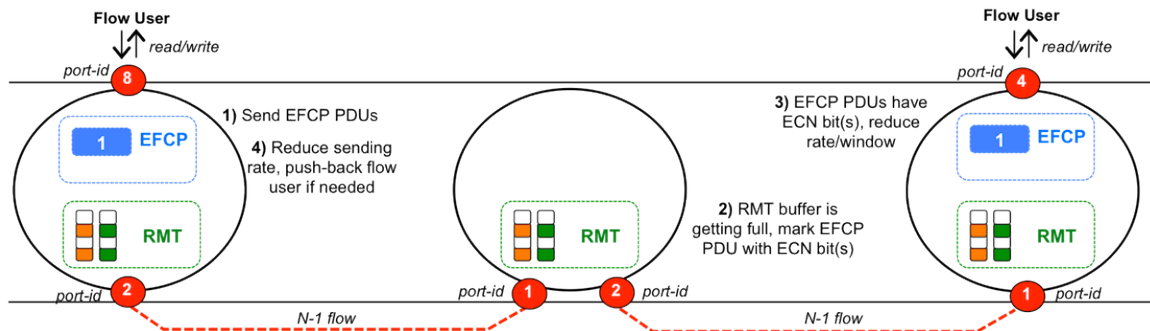 Flow User
read/write
port-id
8
1) Send EFCP PDUs
1
EFCP
4) Reduce sending
rate, push-back flow
user if needed
RMT
port-id
2
N-1 flow
RMT
2) RMT buffer is
getting full, mark EFCP
PDU with ECN bit(s)
port-id
1
2
port-id
N-1 flow
Flow User
read/write
port-id
4
3) EFCP PDUs have
ECN bit(s), reduce
rate/window
1
EFCP
RMT
1
port-id